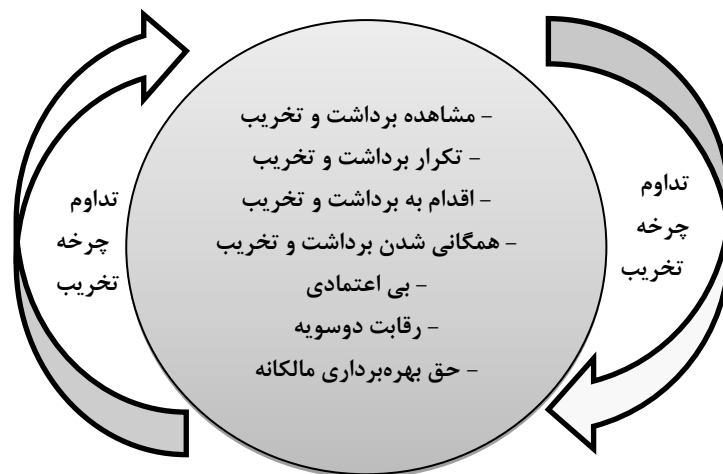 - مشاهده برداشت و تخریب
- تکرار برداشت و تخریب
- اقدام به برداشت و تخریب
- همگانی شدن برداشت و تخریب
- بی اعتمادی
- رقابت دوسویه
- حق بهره‌برداری مالکانه
تداوم
چرخه
تخریب
تداوم
چرخه
تخریب